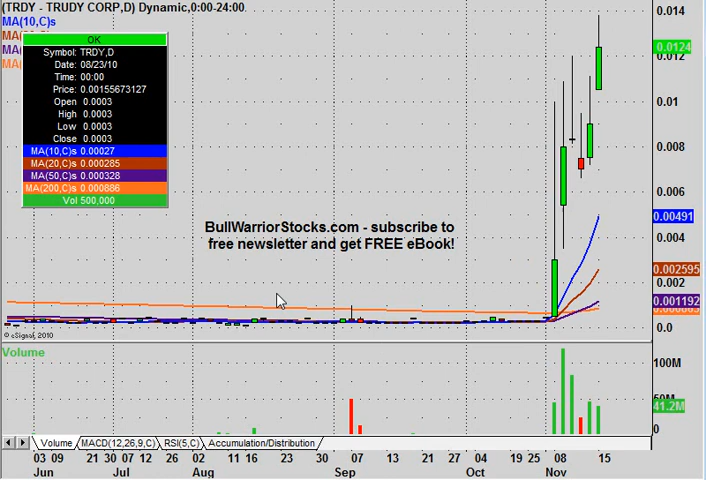 (TRDY - TRUDY CORP,D) Dynamic,0:00-24:00
MA(10,C)s
OK
Symbol: TRDY,D
Date: 08/23/10
Time: 00:00
Price: 0.00155673127
Open 0.0003
High 0.0003
Low 0.0003
Close 0.0003
MA(10,C)s 0.00027
MA(20,C)s 0.000285
MA(50,C)s 0.000328
MA(200,C)s 0.000886
Vol 500,000
0.014
0.0124
0.01
0.008
0.006
0.00491
0.004
0.002595
0.001192
0.0
BullWarriorStocks.com - subscribe to
free newsletter and get FREE eBook!
© eSignal, 2010
Volume
100M
41.2M
0
Volume MACD(12,26,9,C) RSI(5,C) Accumulation/Distribution
03 09 21 30 07 12 26 02 11 16 23 30 07 13 21 27 04 19 25 08 15
Jun Jul Aug Sep Oct Nov